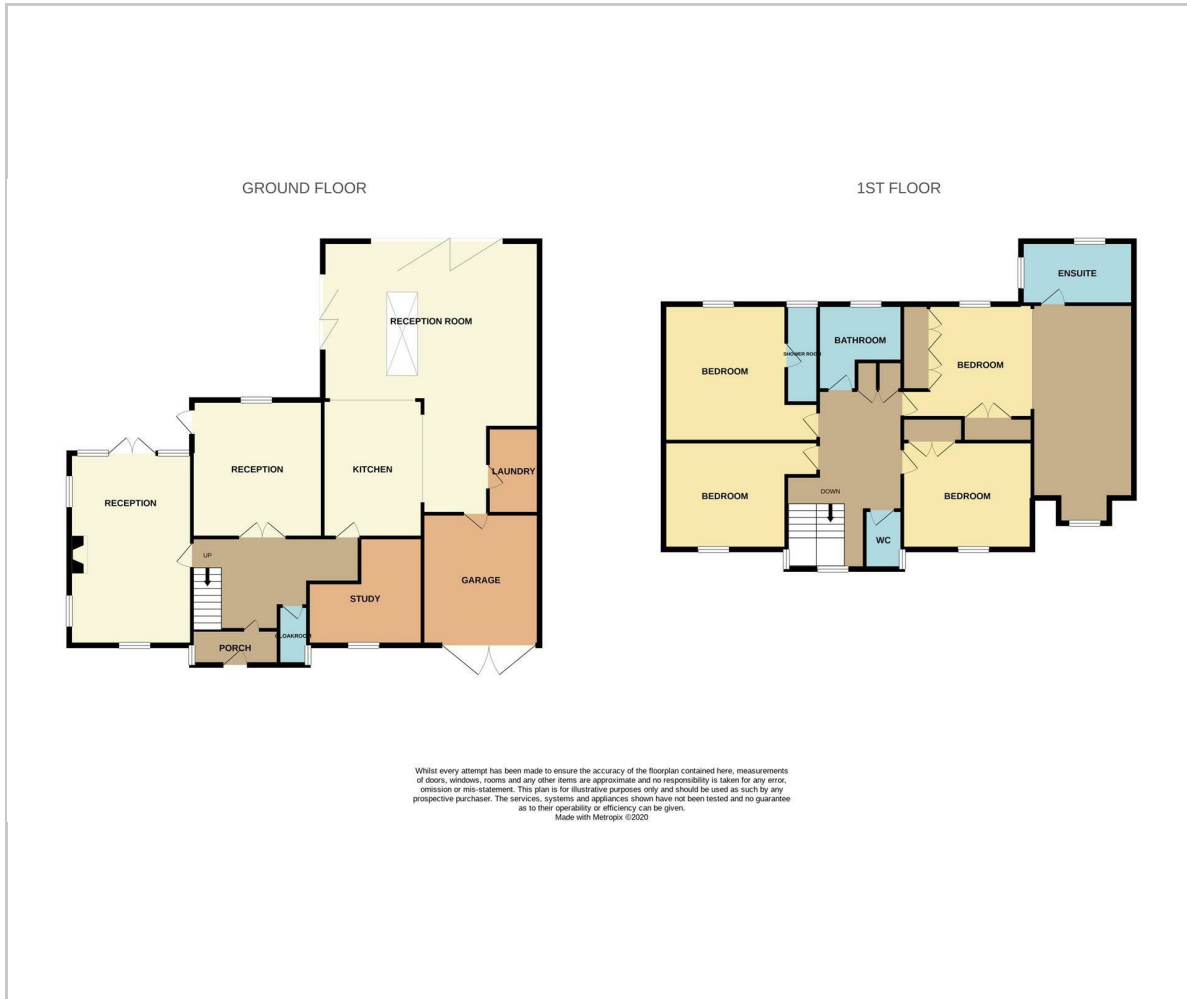 GROUND FLOOR
1ST FLOOR
RECEPTION ROOM
RECEPTION
KITCHEN
LAUNDRY
RECEPTION
UP
GARAGE
STUDY
CLOAKROOM
PORCH
ENSUITE
BATHROOM
SHOWER ROOM
BEDROOM
BEDROOM
DOWN
BEDROOM
BEDROOM
WC
Whilst every attempt has been made to ensure the accuracy of the floorplan contained here, measurements
of doors, windows, rooms and any other items are approximate and no responsibility is taken for any error,
omission or mis-statement. This plan is for illustrative purposes only and should be used as such by any
prospective purchaser. The services, systems and appliances shown have not been tested and no guarantee
as to their operability or efficiency can be given.
Made with Metropix ©2020